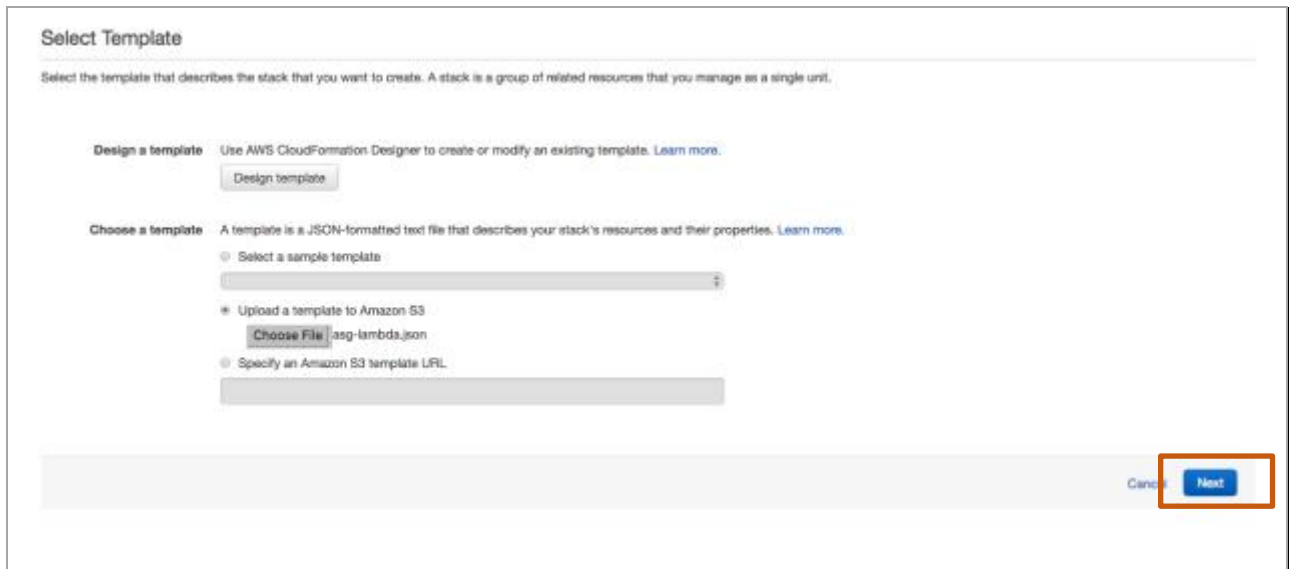 Select Template
Select the template that describes the stack that you want to create. A stack is a group of related resources that you manage as a single unit.
Design a template Use AWS CloudFormation Designer to create or modify an existing template. Learn more.
Design template
Choose a template A template is a JSON-formatted text file that describes your stack's resources and their properties. Learn more.
Select a sample template
Upload a template to Amazon S3
Choose File asg-lambda.json
Specify an Amazon S3 template URL
Cancel Next